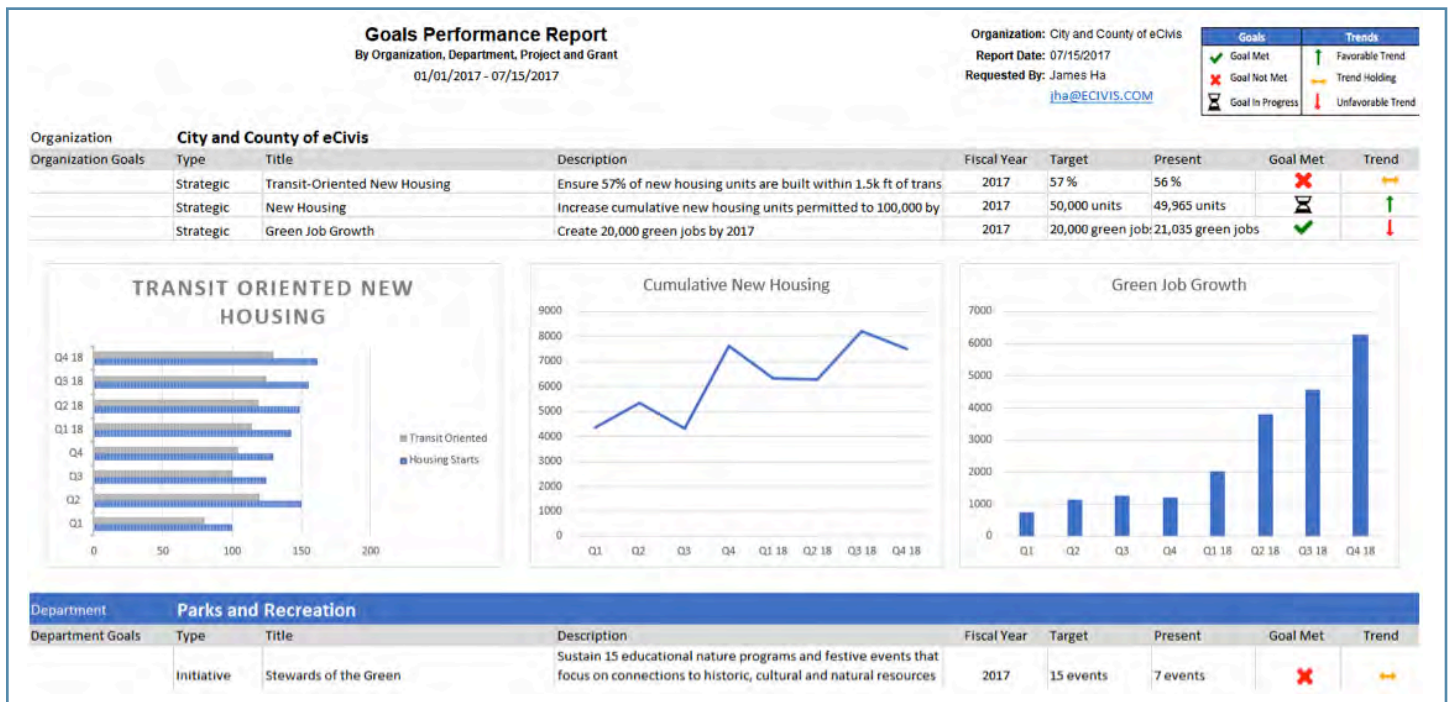 Goals Performance Report
By Organization, Department, Project and Grant
01/01/2017 - 07/15/2017
Organization: City and County of eCivis
Report Date: 07/15/2017
Requested By: James Ha
jha@ECIVIS.COM
Goals Trends
Goal Met Favorable Trend
Goal Not Met Trend Holding
Goal In Progress Unfavorable Trend
Organization City and County of eCivis
Organization Goals Type Title Description Fiscal Year Target Present Goal Met Trend
Strategic Transit-Oriented New Housing Ensure 57% of new housing units are built within 1.5k ft of trans 2017 57 % 56 %
Strategic New Housing Increase cumulative new housing units permitted to 100,000 by 2017 50,000 units 49,965 units
Strategic Green Job Growth Create 20,000 green jobs by 2017 2017 20,000 green job 21,035 green jobs
TRANSIT ORIENTED NEW
HOUSING
Q4 18
Q3 18
Q2 18
Q1 18
Q4
Q3
Q2
Q1
0 50 100 150 200
Transit Oriented
Housing Starts
Cumulative New Housing
9000
8000
7000
6000
5000
4000
3000
2000
1000
0
Q1 Q2 Q3 Q4 Q1 18 Q2 18 Q3 18 Q4 18
Green Job Growth
7000
6000
5000
4000
3000
2000
1000
0
Q1 Q2 Q3 Q4 Q1 18 Q2 18 Q3 18 Q4 18
Department Parks and Recreation
Department Goals Type Title Description Fiscal Year Target Present Goal Met Trend
Sustain 15 educational nature programs and festive events that
Initiative Stewards of the Green focus on connections to historic, cultural and natural resources 2017 15 events 7 events